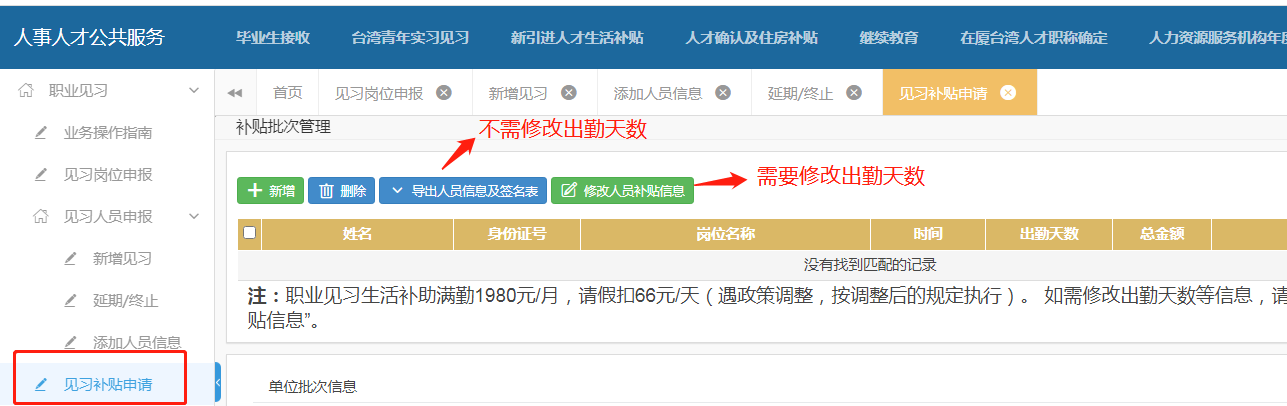 人事人才公共服务
毕业生接收 台湾青年实习见习 新引进人才生活补贴 人才确认及住房补贴 继续教育 在厦台湾人才职称确定 人力资源服务机构年度
职业见习
业务操作指南
见习岗位申报
见习人员申报
新增见习
延期/终止
添加人员信息
见习补贴申请
首页 见习岗位申报 新增见习 添加人员信息 延期/终止 见习补贴申请
补贴批次管理
不需修改出勤天数
需要修改出勤天数
新增 删除 导出人员信息及签名表 修改人员补贴信息
姓名 身份证号 岗位名称 时间 出勤天数 总金额
没有找到匹配的记录
注：职业见习生活补助满勤1980元/月，请假扣66元/天（遇政策调整，按调整后的规定执行）。 如需修改出勤天数等信息，请
贴信息”。
单位批次信息